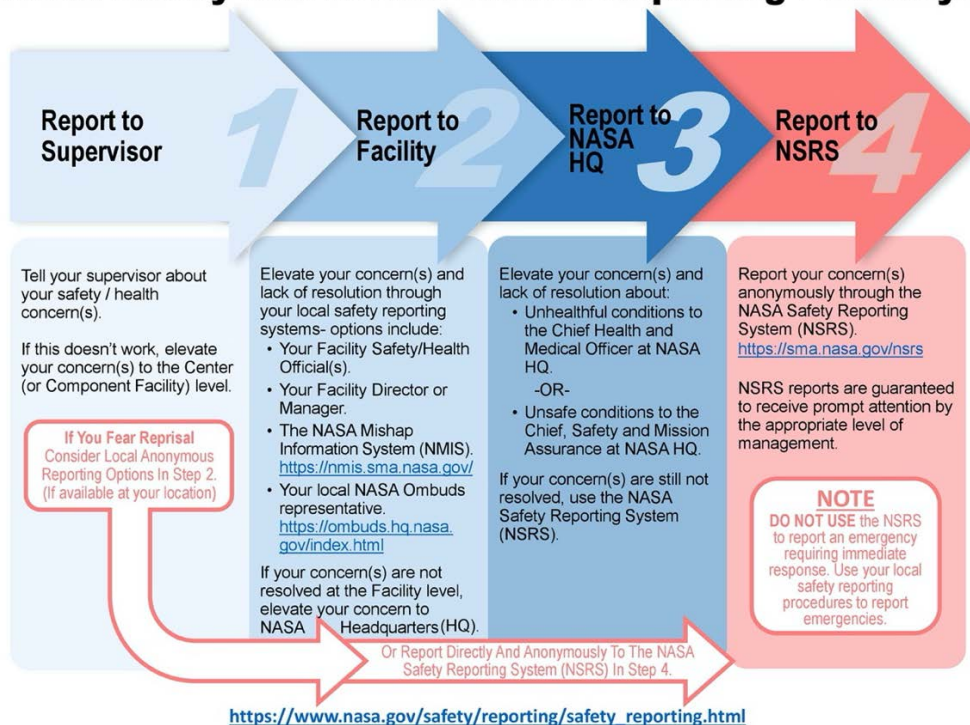 Report to
Supervisor
1
Report to
Facility
2
Report to
NASA
HQ
3
Report to
NSRS
4
Tell your supervisor about
your safety / health
concern(s).
If this doesn't work, elevate
your concern(s) to the Center
(or Component Facility) level.
If You Fear Reprisal
Consider Local Anonymous
Reporting Options In Step 2.
(If available at your location)
Elevate your concern(s) and
lack of resolution through
your local safety reporting
systems- options include:
• Your Facility Safety/Health
Official(s).
• Your Facility Director or
Manager.
• The NASA Mishap
Information System (NMIS).
https://nmis.sma.nasa.gov/
• Your local NASA Ombuds
representative.
https://ombuds.hq.nasa.
gov/index.html
If your concern(s) are not
resolved at the Facility level,
elevate your concern to
NASA Headquarters (HQ).
Elevate your concern(s) and
lack of resolution about:
• Unhealthful conditions to
the Chief Health and
Medical Officer at NASA
HQ.
-OR-
• Unsafe conditions to the
Chief, Safety and Mission
Assurance at NASA HQ.
If your concern(s) are still not
resolved, use the NASA
Safety Reporting System
(NSRS).
Report your concern(s)
anonymously through the
NASA Safety Reporting
System (NSRS).
https://sma.nasa.gov/nsrs
NSRS reports are guaranteed
to receive prompt attention by
the appropriate level of
management.
NOTE
DO NOT USE the NSRS
to report an emergency
requiring immediate
response. Use your local
safety reporting
procedures to report
emergencies.
Or Report Directly And Anonymously To The NASA
Safety Reporting System (NSRS) In Step 4.
https://www.nasa.gov/safety/reporting/safety_reporting.html